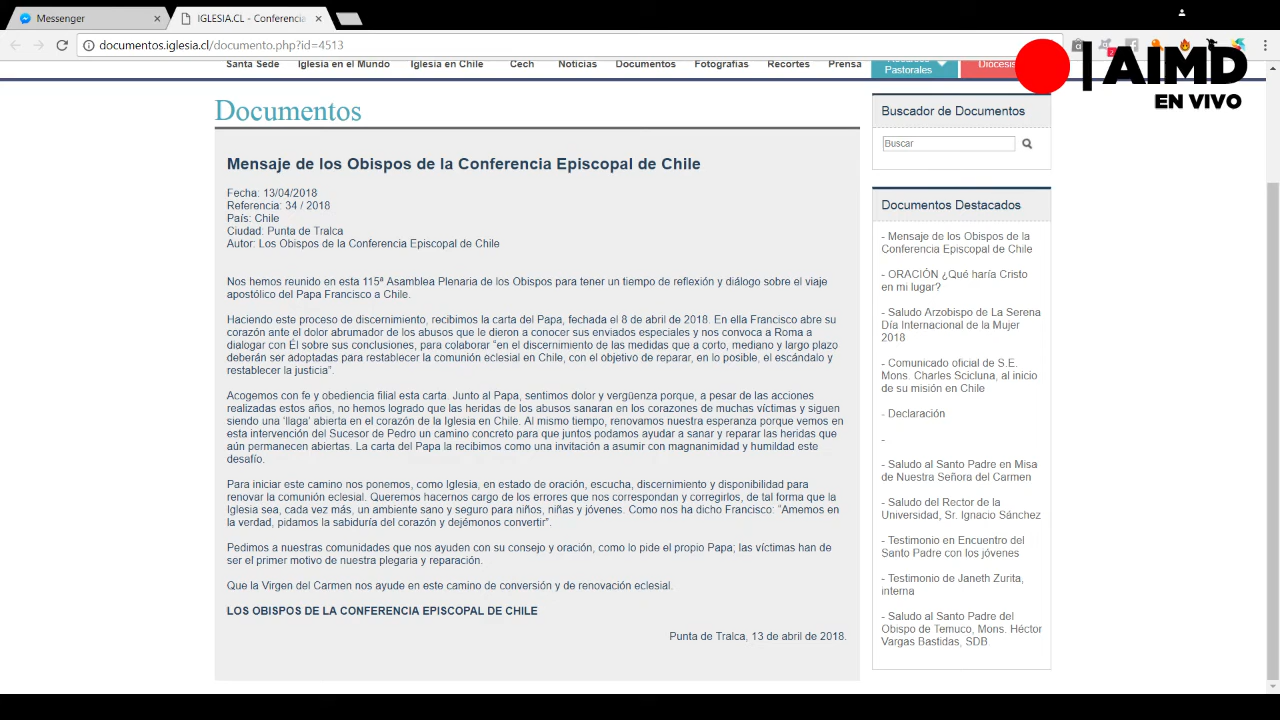 Messenger
IGLESIA.CL - Conferencia
documentos.iglesia.cl/documento.php?id=4513
Santa Sede Iglesia en el Mundo Iglesia en Chile Cech Noticias Documentos Fotografías Recortes Prensa Recursos Pastorales Diócesis
AIMD
EN VIVO
Documentos
Mensaje de los Obispos de la Conferencia Episcopal de Chile
Fecha: 13/04/2018
Referencia: 34 / 2018
País: Chile
Ciudad: Punta de Tralca
Autor: Los Obispos de la Conferencia Episcopal de Chile
Nos hemos reunido en esta 115ª Asamblea Plenaria de los Obispos para tener un tiempo de reflexión y diálogo sobre el viaje
apostólico del Papa Francisco a Chile.
Haciendo este proceso de discernimiento, recibimos la carta del Papa, fechada el 8 de abril de 2018. En ella Francisco abre su
corazón ante el dolor abrumador de los abusos que le dieron a conocer sus enviados especiales y nos convoca a Roma a
dialogar con Él sobre sus conclusiones, para colaborar “en el discernimiento de las medidas que a corto, mediano y largo plazo
deberán ser adoptadas para restablecer la comunión eclesial en Chile, con el objetivo de reparar, en lo posible, el escándalo y
restablecer la justicia”.
Acogemos con fe y obediencia filial esta carta. Junto al Papa, sentimos dolor y vergüenza porque, a pesar de las acciones
realizadas estos años, no hemos logrado que las heridas de los abusos sanaran en los corazones de muchas víctimas y siguen
siendo una ‘llaga’ abierta en el corazón de la Iglesia en Chile. Al mismo tiempo, renovamos nuestra esperanza porque vemos en
esta intervención del Sucesor de Pedro un camino concreto para que juntos podamos ayudar a sanar y reparar las heridas que
aún permanecen abiertas. La carta del Papa la recibimos como una invitación a asumir con magnanimidad y humildad este
desafío.
Para iniciar este camino nos ponemos, como Iglesia, en estado de oración, escucha, discernimiento y disponibilidad para
renovar la comunión eclesial. Queremos hacernos cargo de los errores que nos correspondan y corregirlos, de tal forma que la
Iglesia sea, cada vez más, un ambiente sano y seguro para niños, niñas y jóvenes. Como nos ha dicho Francisco: “Amemos en
la verdad, pidamos la sabiduría del corazón y dejémonos convertir”.
Pedimos a nuestras comunidades que nos ayuden con su consejo y oración, como lo pide el propio Papa; las víctimas han de
ser el primer motivo de nuestra plegaria y reparación.
Que la Virgen del Carmen nos ayude en este camino de conversión y de renovación eclesial.
LOS OBISPOS DE LA CONFERENCIA EPISCOPAL DE CHILE
Punta de Tralca, 13 de abril de 2018.
Buscador de Documentos
Buscar
Documentos Destacados
- Mensaje de los Obispos de la
Conferencia Episcopal de Chile
- ORACIÓN ¿Qué haría Cristo
en mi lugar?
- Saludo Arzobispo de La Serena
Día Internacional de la Mujer
2018
- Comunicado oficial de S.E.
Mons. Charles Scicluna, al inicio
de su misión en Chile
- Declaración
-
- Saludo al Santo Padre en Misa
de Nuestra Señora del Carmen
- Saludo del Rector de la
Universidad, Sr. Ignacio Sánchez
- Testimonio en Encuentro del
Santo Padre con los jóvenes
- Testimonio de Janeth Zurita,
interna
- Saludo al Santo Padre del
Obispo de Temuco, Mons. Héctor
Vargas Bastidas, SDB